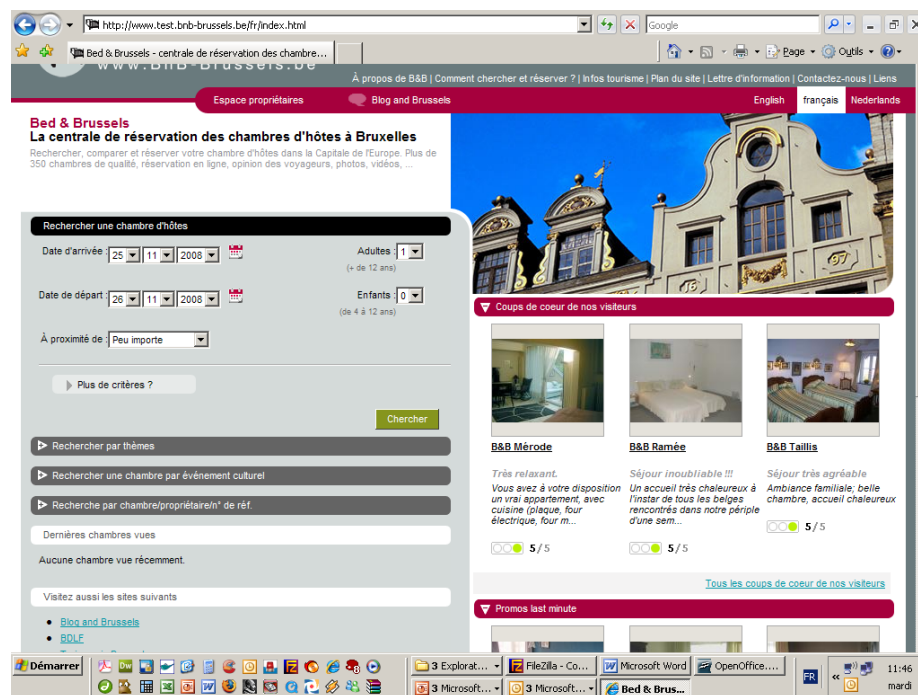 http://www.test.bnb-brussels.be/fr/index.html
Google
Bed & Brussels - centrale de réservation des chambre...
Page
Outils
www.BnB-Brussels.be
À propos de B&B | Comment chercher et réserver ? | Infos tourisme | Plan du site | Lettre d'information | Contactez-nous | Liens
Espace propriétaires
Blog and Brussels
English
français
Nederlands
Bed & Brussels
La centrale de réservation des chambres d'hôtes à Bruxelles
Rechercher, comparer et réserver votre chambre d'hôtes dans la Capitale de l'Europe. Plus de
350 chambres de qualité, réservation en ligne, opinion des voyageurs, photos, vidéos, ...
Rechercher une chambre d'hôtes
Date d'arrivée : 25 11 2008
Adultes : 1
(+ de 12 ans)
Date de départ : 26 11 2008
Enfants : 0
(de 4 à 12 ans)
À proximité de : Peu importe
Plus de critères ?
Chercher
Rechercher par thèmes
Rechercher une chambre par événement culturel
Recherche par chambre/propriétaire/n° de réf.
Dernières chambres vues
Aucune chambre vue récemment.
Visitez aussi les sites suivants
Blog and Brussels
BDLF
16
97
Coups de coeur de nos visiteurs
B&B Mérode
Très relaxant.
Vous avez à votre disposition
un vrai appartement, avec
cuisine (plaque, four
électrique, four m...
5/5
B&B Ramée
Séjour inoubliable !!!
Un accueil très chaleureux à
l'instar de tous les belges
rencontrés dans notre périple
d'une sem...
5/5
B&B Taillis
Séjour très agréable
Ambiance familiale; belle
chambre, accueil chaleureux
5/5
Tous les coups de coeur de nos visiteurs
Promos last minute
Démarrer
3 Explorat...
FileZilla - Co...
Microsoft Word
OpenOffice....
3 Microsoft...
3 Microsoft...
Bed & Brus...
FR
11:46
mardi